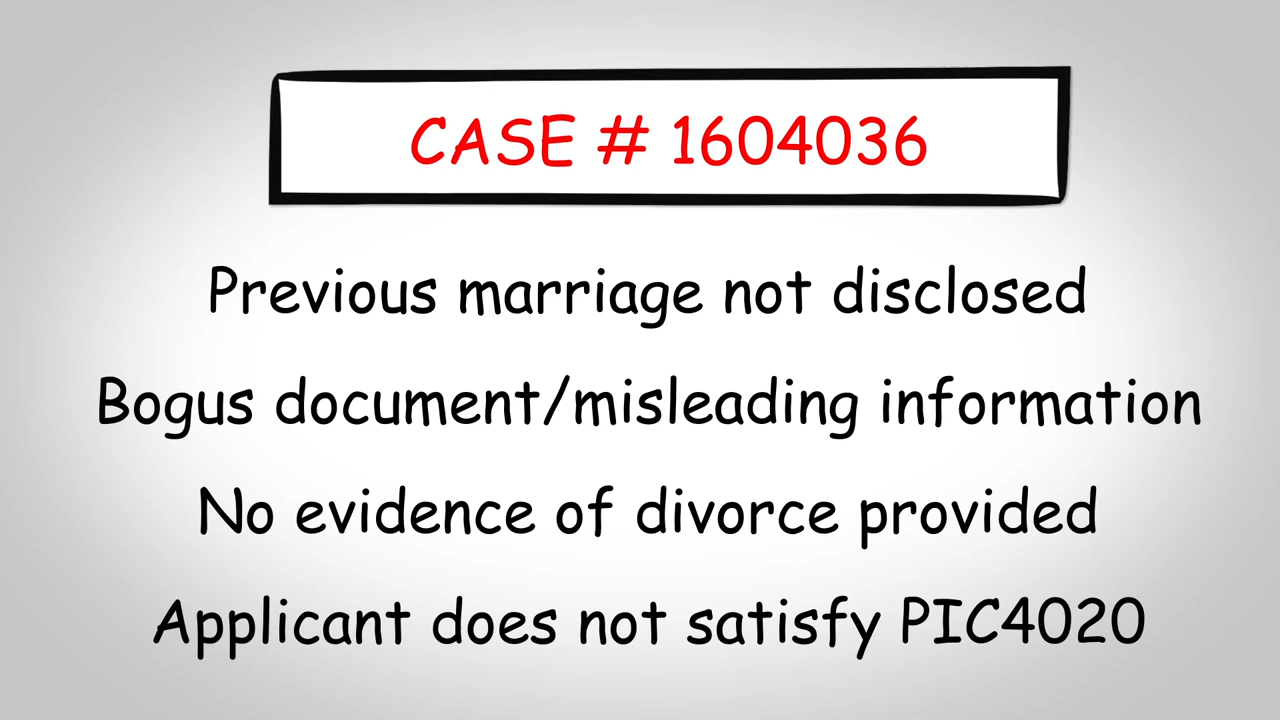 CASE # 1604036
Previous marriage not disclosed
Bogus document/misleading information
No evidence of divorce provided
Applicant does not satisfy PIC4020